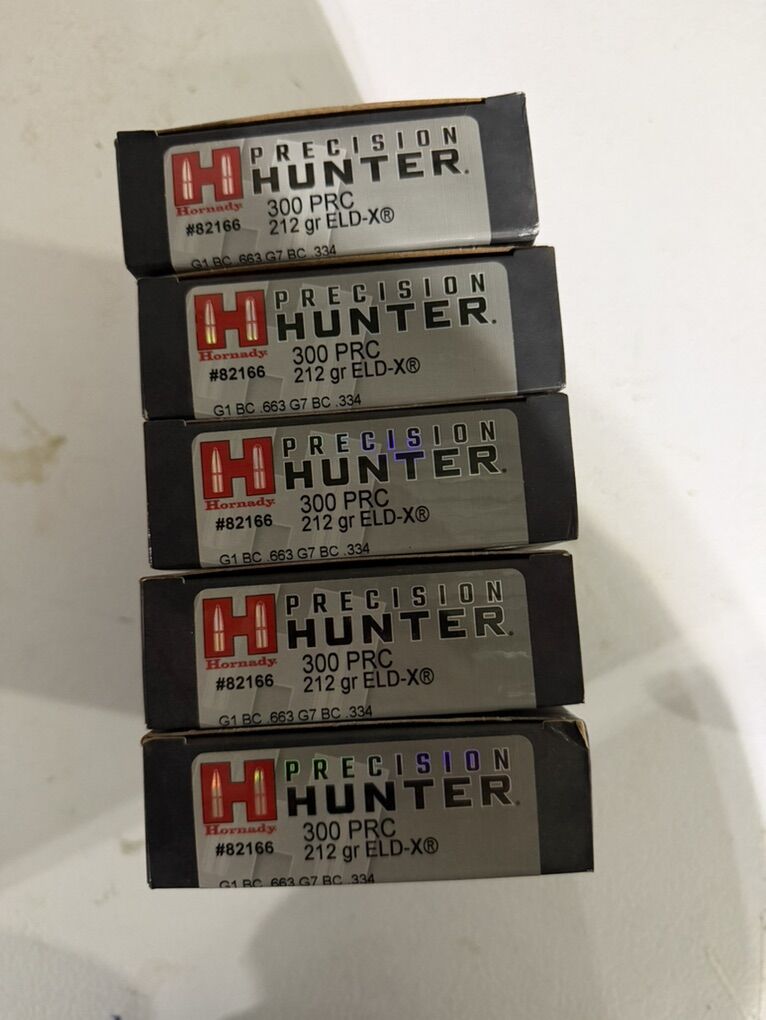 PRECISION
HUNTER.
Hornady
300 PRC
#82166
212 gr ELD-X®
G1 BC .663 G7 BC .334
PRECISION
HUNTER.
Hornady
300 PRC
#82166
212 gr ELD-X®
G1 BC .663 G7 BC .334
PRECISION
HUNTER.
Hornady
300 PRC
#82166
212 gr ELD-X®
G1 BC .663 G7 BC .334
PRECISION
HUNTER.
Hornady
300 PRC
#82166
212 gr ELD-X®
G1 BC .663 G7 BC .334
PRECISION
HUNTER.
Hornady
300 PRC
#82166
212 gr ELD-X®
G1 BC .663 G7 BC .334